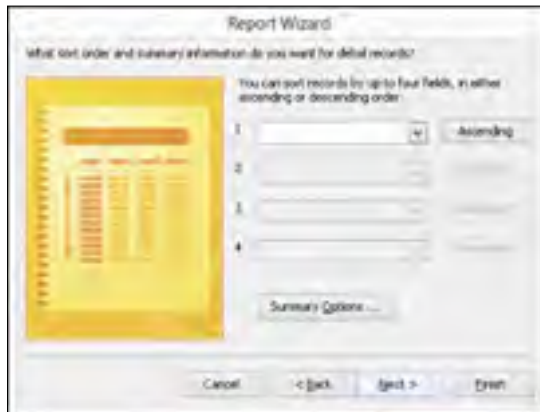 Report Wizard
What sort order and summary information do you want for detail records?
You can sort records by up to four fields, in either
ascending or descending order.
1
Ascending
2
3
4
Summary Options ...
Cancel
< Back
Next >
Finish